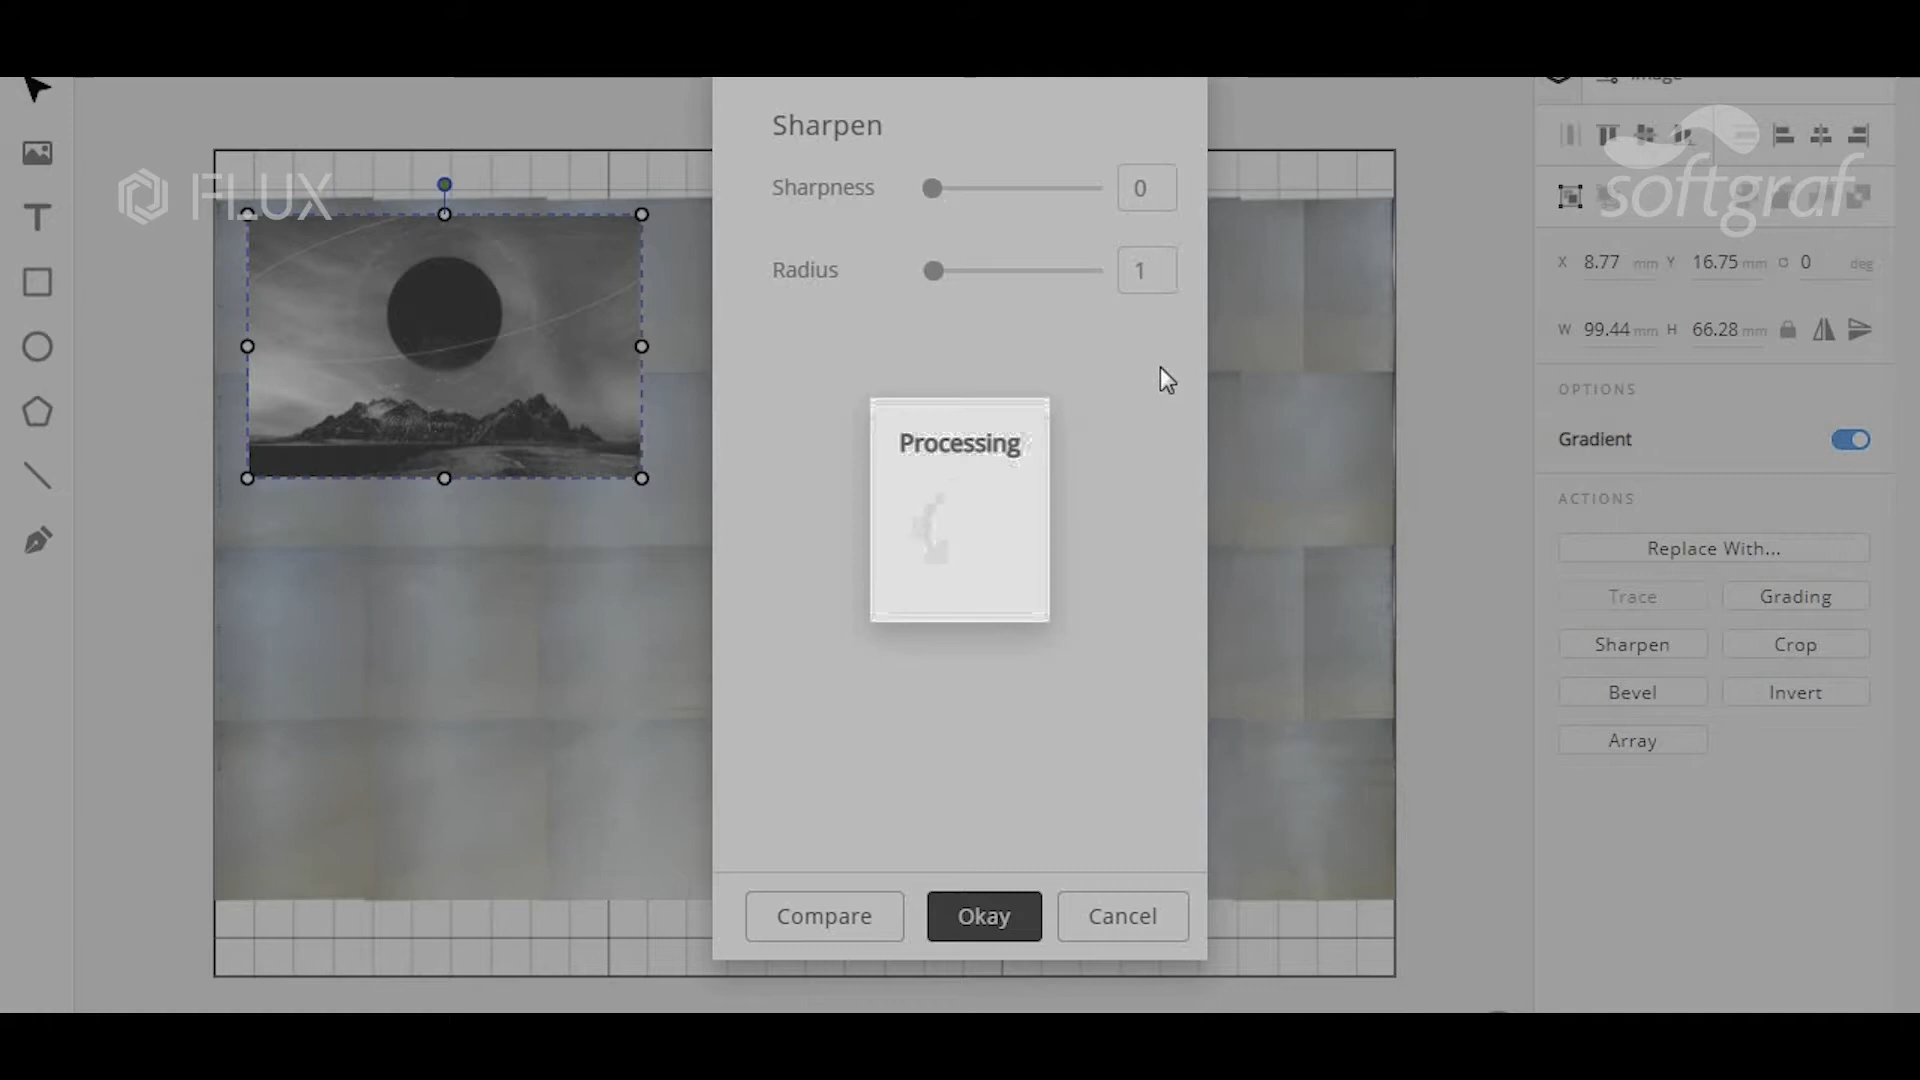 Image
FLUX
softgraf
Sharpen
Sharpness 0
Radius 1
Processing
X 8.77 mm Y 16.75 mm 0 deg
W 99.44 mm H 66.28 mm
OPTIONS
Gradient
ACTIONS
Replace With...
Trace Grading
Sharpen Crop
Bevel Invert
Array
Compare Okay Cancel